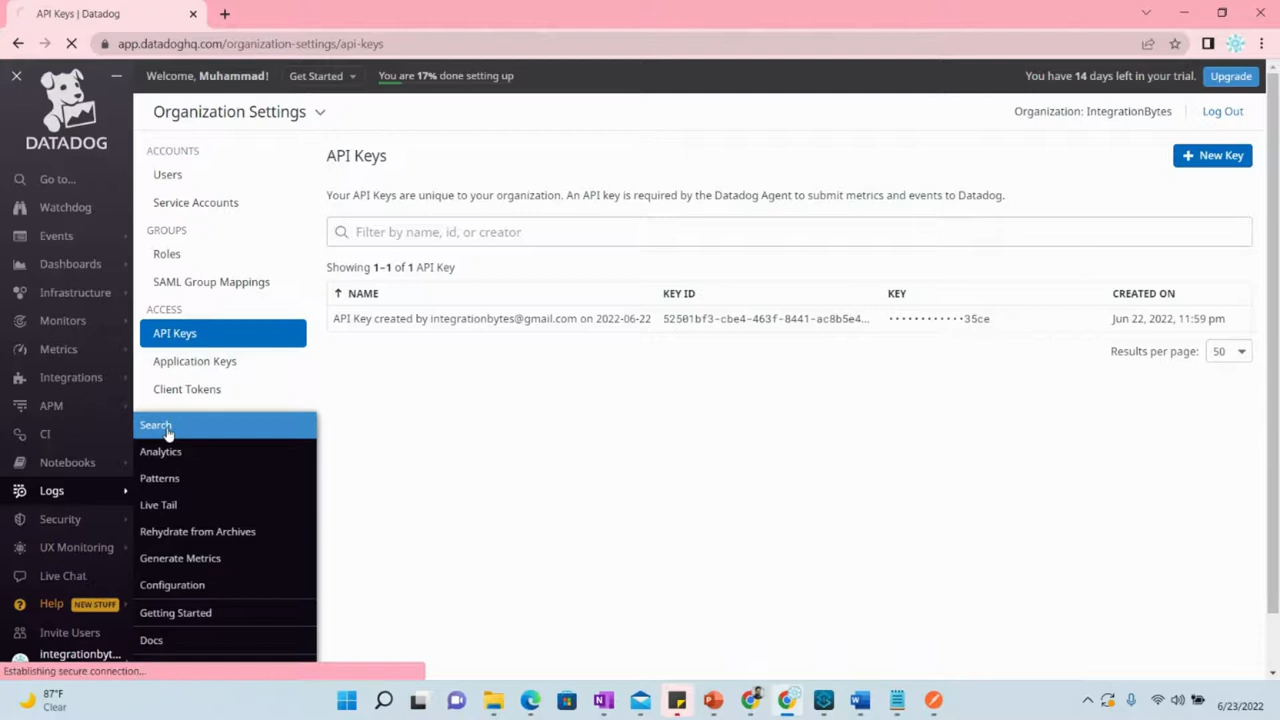 API Keys | Datadog
app.datadoghq.com/organization-settings/api-keys
Welcome, Muhammad!
Get Started
You are 17% done setting up
You have 14 days left in your trial.
Upgrade
DATADOG
Organization Settings
Organization: IntegrationBytes
Log Out
Go to...
Watchdog
Events
Dashboards
Infrastructure
Monitors
Metrics
Integrations
APM
CI
Notebooks
Logs
Security
UX Monitoring
Live Chat
Help NEW STUFF
Invite Users
integrationbyt...
ACCOUNTS
Users
Service Accounts
GROUPS
Roles
SAML Group Mappings
ACCESS
API Keys
Application Keys
Client Tokens
Search
Analytics
Patterns
Live Tail
Rehydrate from Archives
Generate Metrics
Configuration
Getting Started
Docs
API Keys
+ New Key
Your API Keys are unique to your organization. An API key is required by the Datadog Agent to submit metrics and events to Datadog.
Filter by name, id, or creator
Showing 1–1 of 1 API Key
NAME KEY ID KEY CREATED ON
API Key created by integrationbytes@gmail.com on 2022-06-22 52501bf3-cbe4-463f-8441-ac8b5e4... ············35ce Jun 22, 2022, 11:59 pm
Results per page: 50
Establishing secure connection...
87°F
Clear
6/23/2022